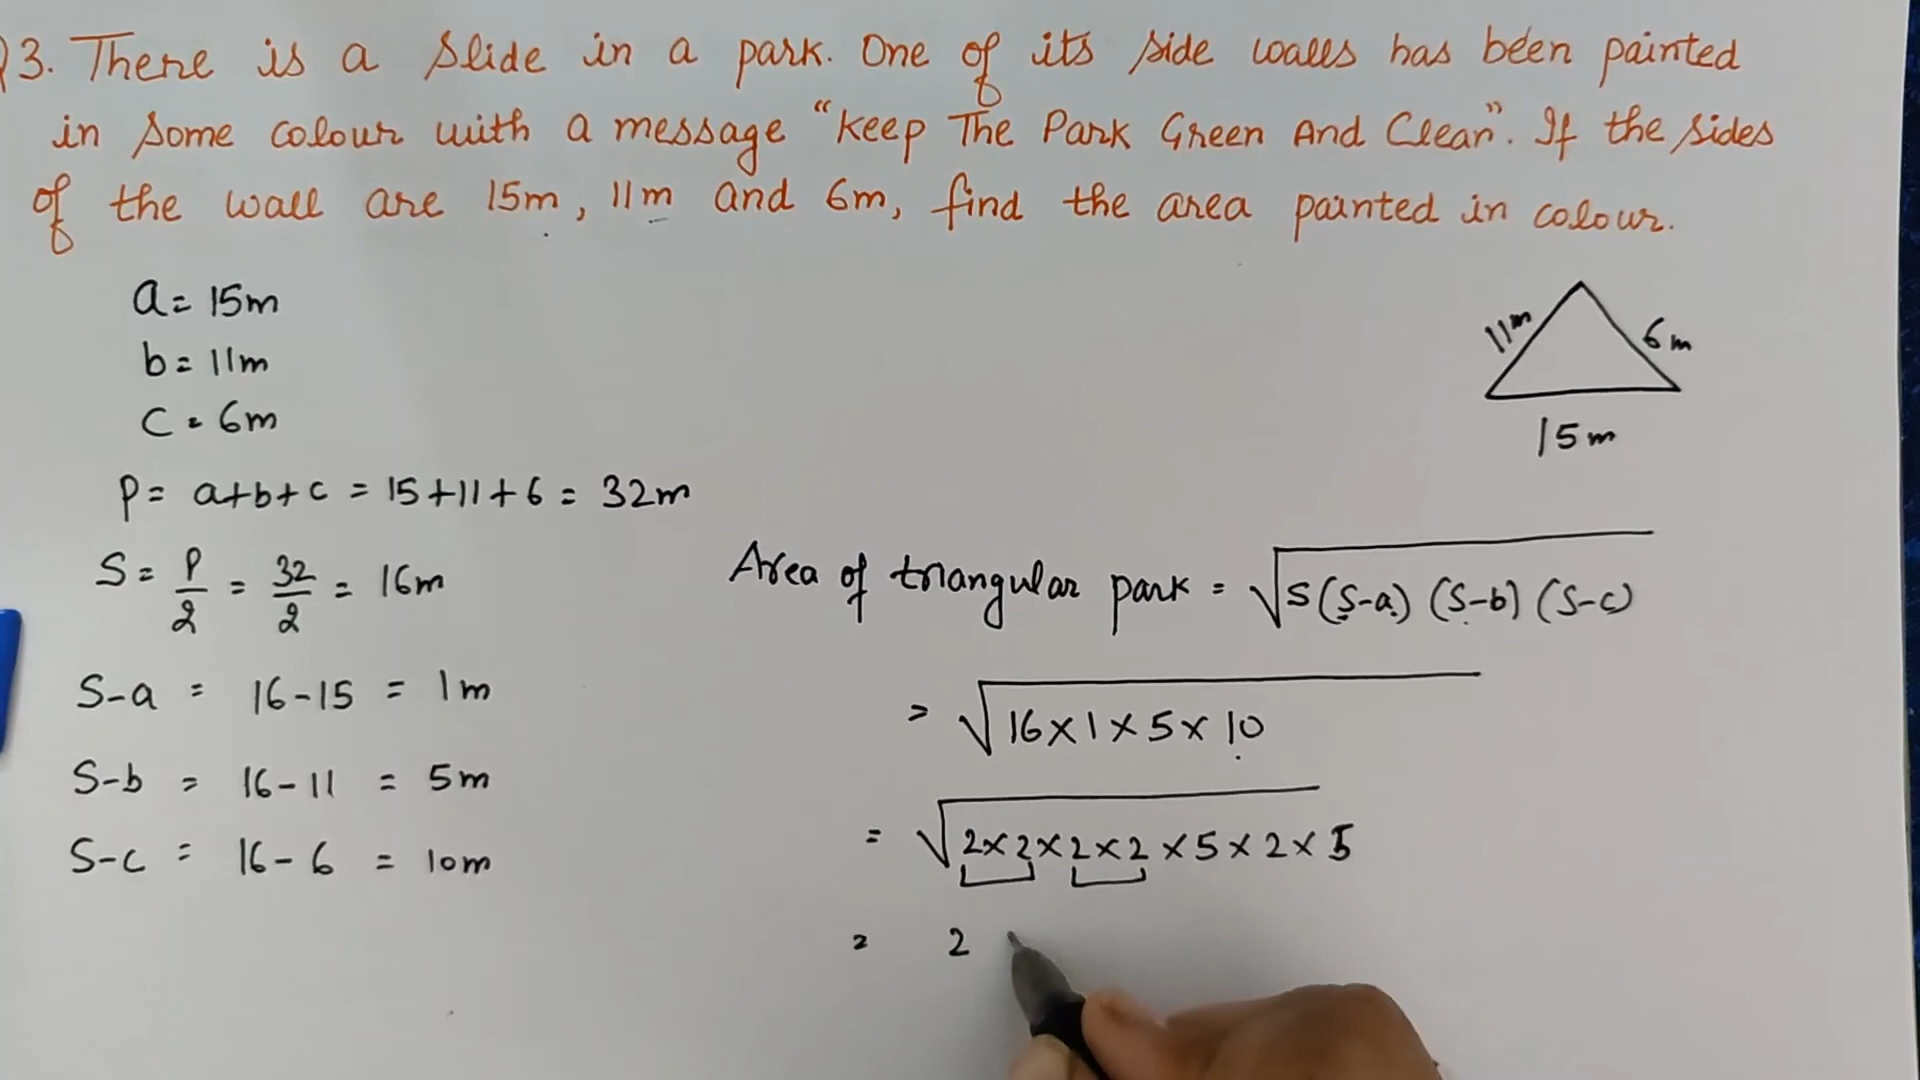 3. There is a slide in a park. One of its side walls has been painted
in some colour with a message "Keep The Park Green And Clean". If the sides
of the wall are 15m, 11m and 6m, find the area painted in colour.
a = 15m
b = 11m
c = 6m
11m
6m
15m
P = a+b+c = 15+11+6 = 32m
S = P/2 = 32/2 = 16m
S-a = 16-15 = 1m
S-b = 16-11 = 5m
S-c = 16-6 = 10m
Area of triangular park = √S(S-a) (S-b) (S-c)
= √16×1×5×10
= √2×2×2×2×5×2×5
= 2